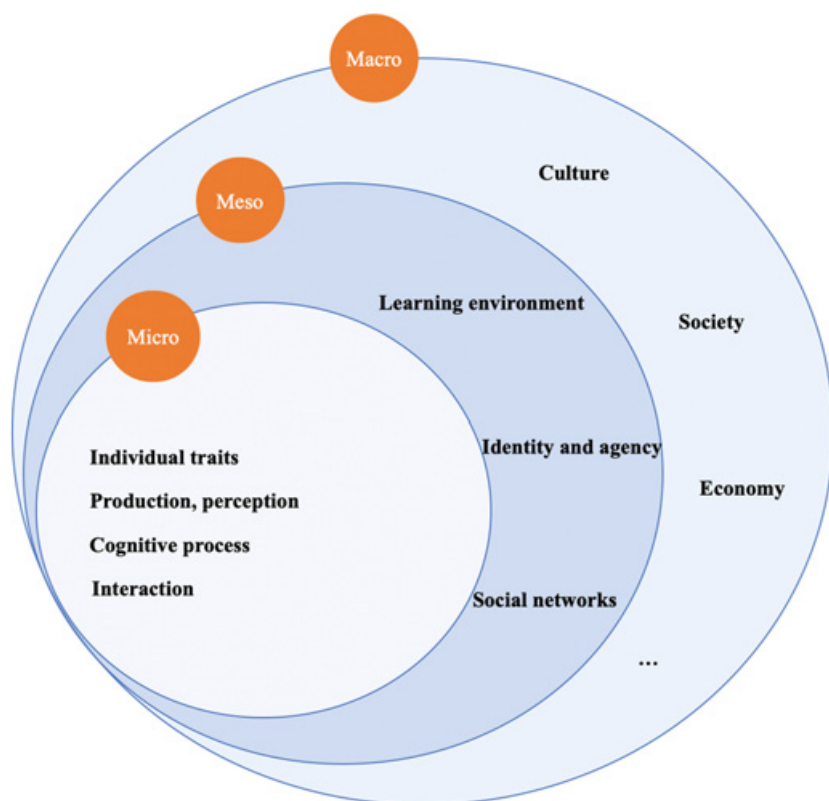 Macro
Culture
Meso
Learning environment
Society
Micro
Identity and agency
Individual traits
Economy
Production, perception
Cognitive process
Interaction
Social networks
...